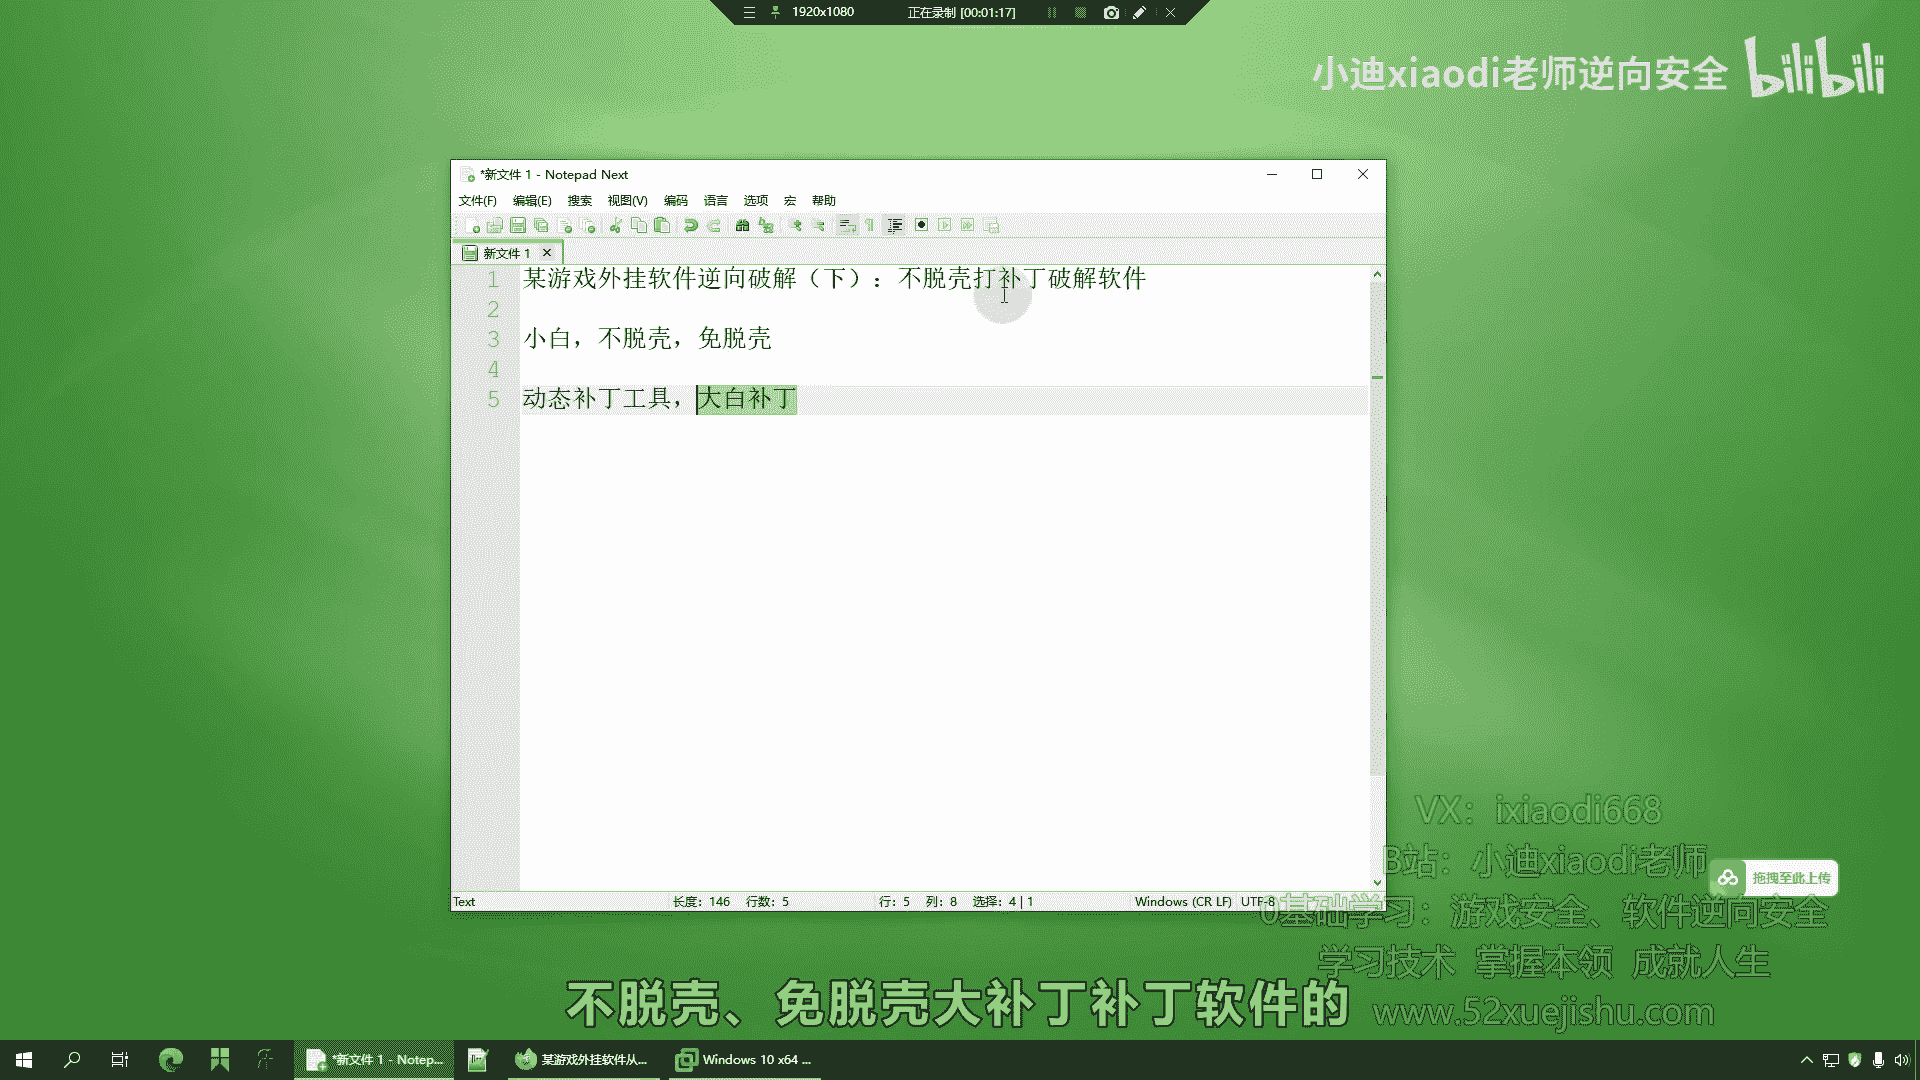 1920x1080 正在录制 [00:01:17]
小迪xiaodi老师逆向安全 bilibili
*新文件 1 - Notepad Next
文件(F) 编辑(E) 搜索 视图(V) 编码 语言 选项 宏 帮助
新文件 1
1 某游戏外挂软件逆向破解（下）：不脱壳打补丁破解软件
2
3 小白，不脱壳，免脱壳
4
5 动态补丁工具，大白补丁
VX：ixiaodi668
B站：小迪xiaodi老师
拖拽至此上传
Text 长度：146 行数：5 行：5 列：8 选择：4 | 1 Windows (CR LF) UTF-8
0基础学习：游戏安全、软件逆向安全
学习技术 掌握本领 成就人生
不脱壳、免脱壳大补丁补丁软件的
www.52xuejishu.com
*新文件 1 - Notep... 某游戏外挂软件从... Windows 10 x64 ...